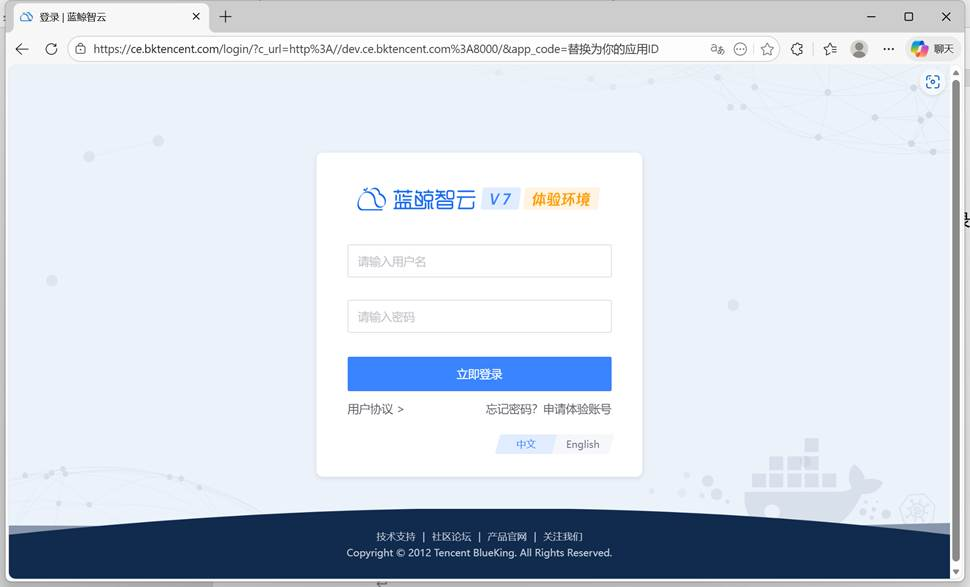 登录 | 蓝鲸智云
https://ce.bktencent.com/login/?c_url=http%3A//dev.ce.bktencent.com%3A8000/&app_code=替换为你的应用ID
聊天
蓝鲸智云 V7 体验环境
请输入用户名
请输入密码
立即登录
用户协议 > 忘记密码? 申请体验账号
中文 English
技术支持 | 社区论坛 | 产品官网 | 关注我们
Copyright © 2012 Tencent BlueKing. All Rights Reserved.